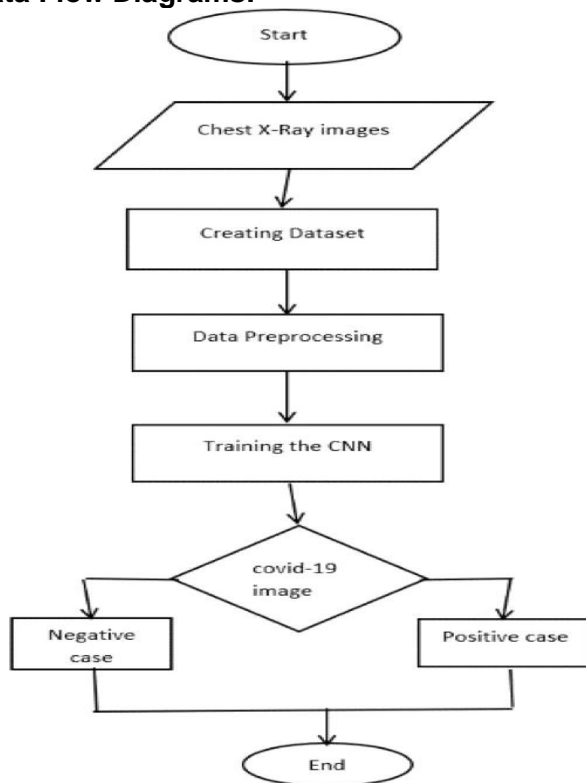 Start
Chest X-Ray images
Creating Dataset
Data Preprocessing
Training the CNN
covid-19
image
Negative
case
Positive case
End